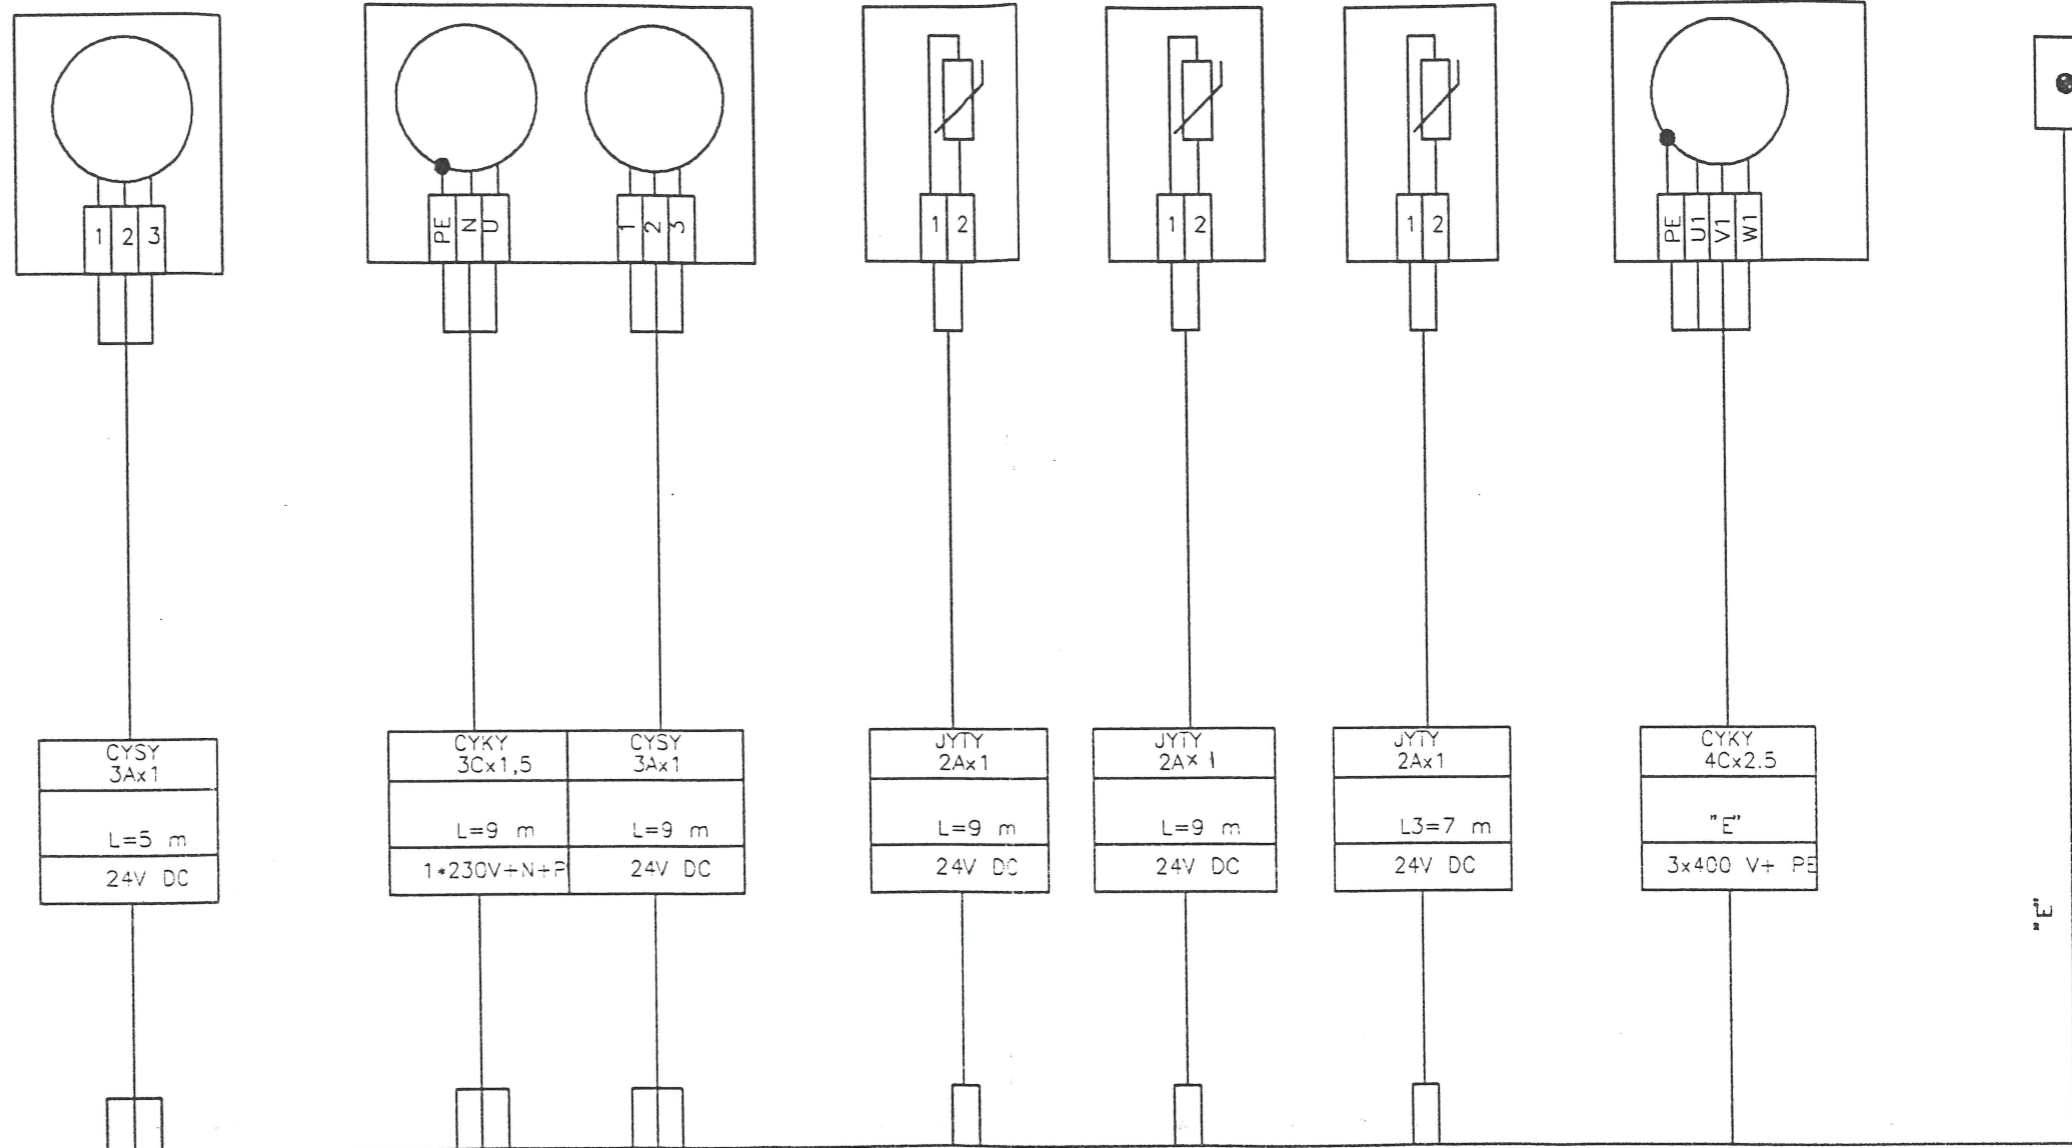 1 2 3
PE N U
1 2 3
1 2
1 2
1 2
PE U1 V1 W1
CYSY
3Ax1
L=5 m
24V DC
CYKY
3Cx1,5
L=9 m
1*230V+N+P
CYSY
3Ax1
L=9 m
24V DC
JYTY
2Ax1
L=9 m
24V DC
JYTY
2Ax1
L=9 m
24V DC
JYTY
2Ax1
L3=7 m
24V DC
CYKY
4Cx2.5
"E"
3x400 V+ PE
"E"